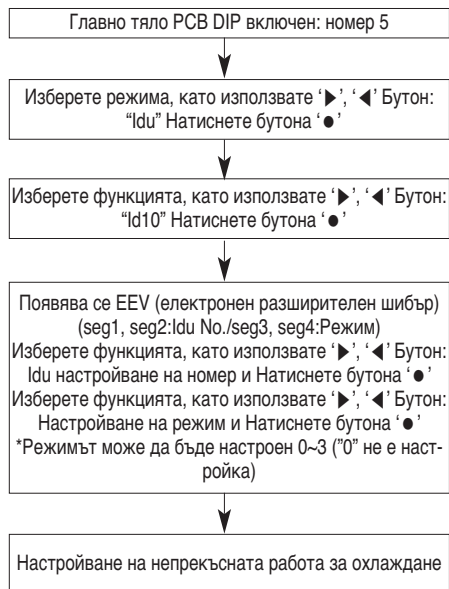 Главно тяло PCB DIP включен: номер 5
Изберете режима, като използвате ‘▶’, ‘◀’ Бутон:
“Idu” Натиснете бутона ‘●’
Изберете функцията, като използвате ‘▶’, ‘◀’ Бутон:
“Id10” Натиснете бутона ‘●’
Появява се EEV (електронен разширителен шибър)
(seg1, seg2:Idu No./seg3, seg4:Режим)
Изберете функцията, като използвате ‘▶’, ‘◀’ Бутон:
Idu настройване на номер и Натиснете бутона ‘●’
Изберете функцията, като използвате ‘▶’, ‘◀’ Бутон:
Настройване на режим и Натиснете бутона ‘●’
*Режимът може да бъде настроен 0~3 (”0” не е наст-
ройка)
Настройване на непрекъсната работа за охлаждане